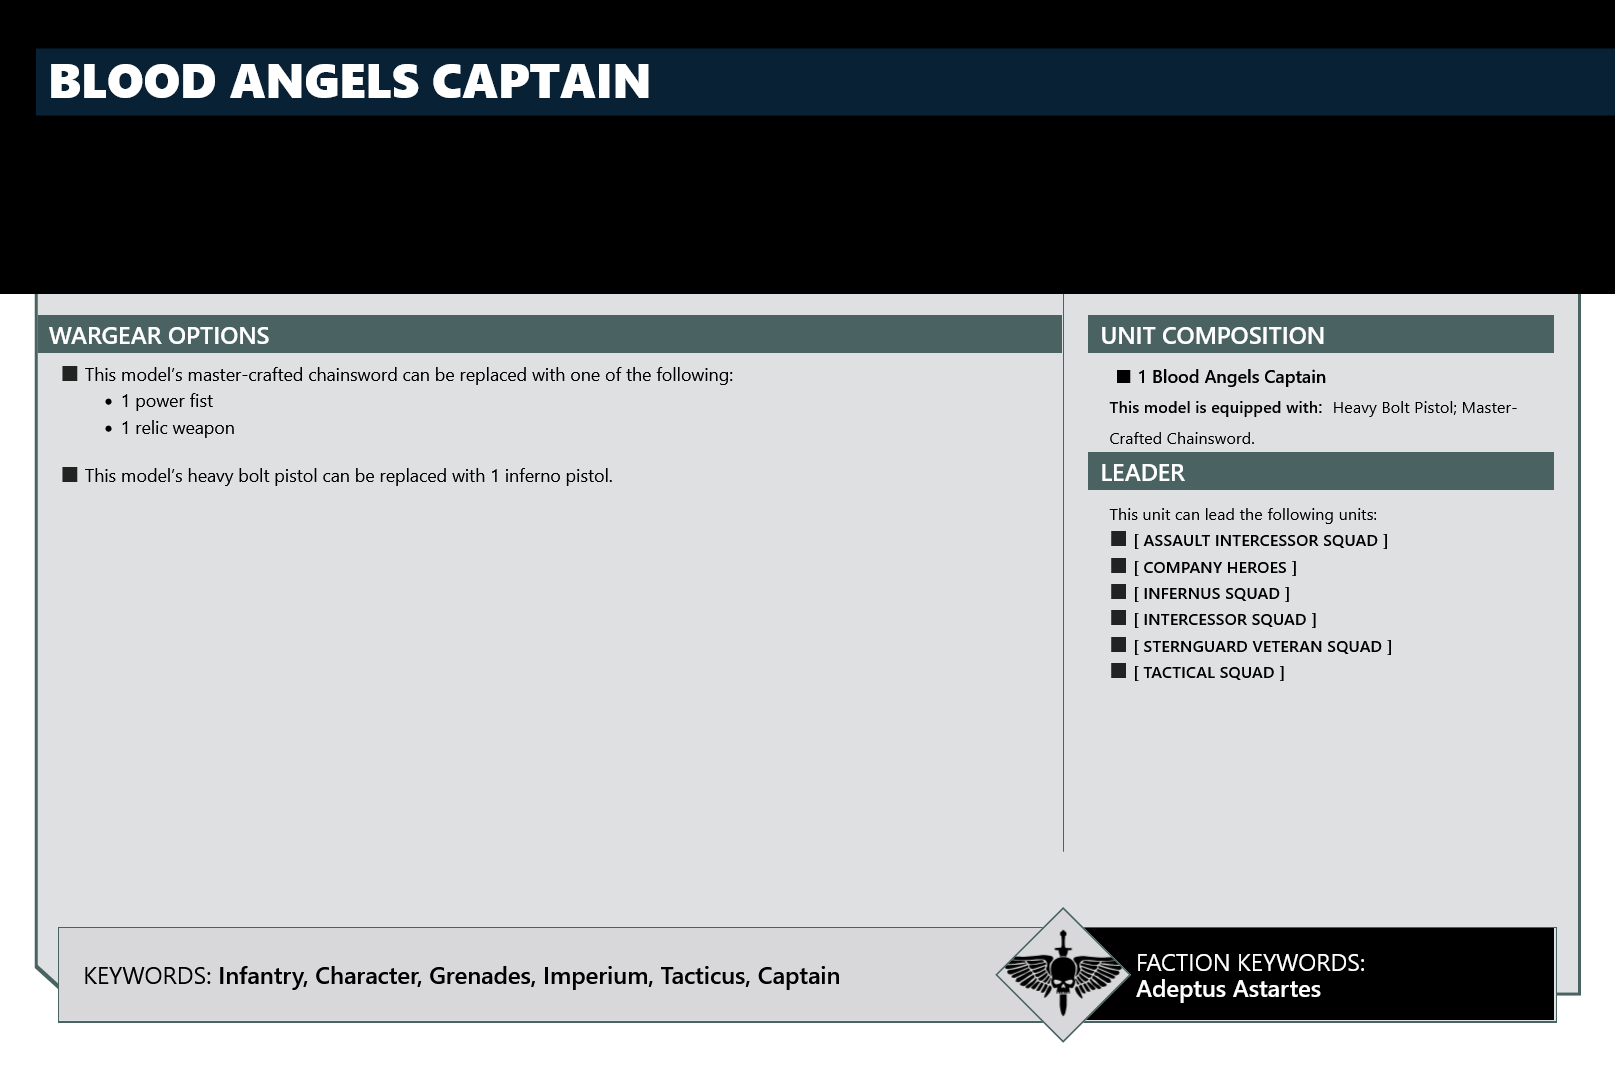 BLOOD ANGELS CAPTAIN
WARGEAR OPTIONS
This model's master-crafted chainsword can be replaced with one of the following:
• 1 power fist
• 1 relic weapon
This model's heavy bolt pistol can be replaced with 1 inferno pistol.
UNIT COMPOSITION
■ 1 Blood Angels Captain
This model is equipped with: Heavy Bolt Pistol; Master-
Crafted Chainsword.
LEADER
This unit can lead the following units:
■ [ ASSAULT INTERCESSOR SQUAD ]
■ [ COMPANY HEROES ]
■ [ INFERNUS SQUAD ]
■ [ INTERCESSOR SQUAD ]
■ [ STERNGUARD VETERAN SQUAD ]
■ [ TACTICAL SQUAD ]
KEYWORDS: Infantry, Character, Grenades, Imperium, Tacticus, Captain
FACTION KEYWORDS:
Adeptus Astartes